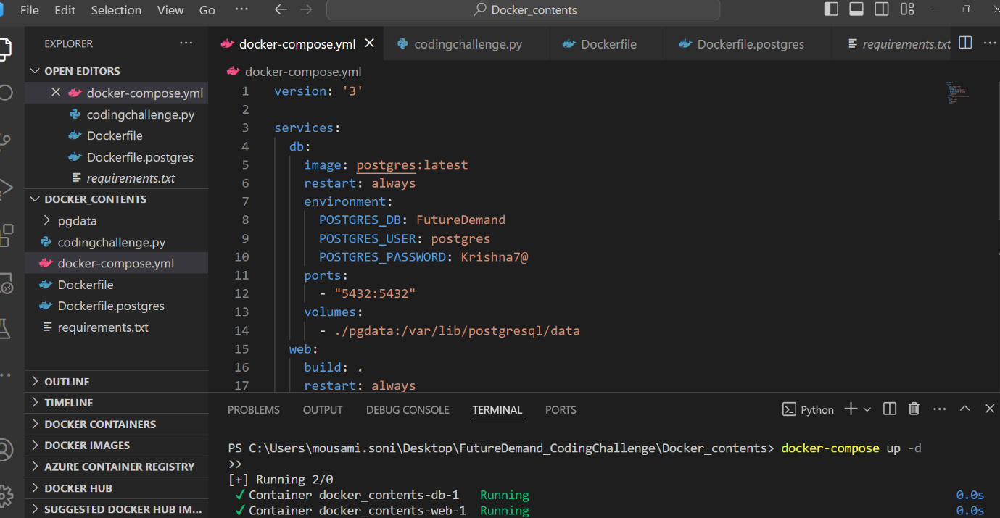 File Edit Selection View Go ··· Docker_contents
EXPLORER ···
OPEN EDITORS
docker-compose.yml
codingchallenge.py
Dockerfile
Dockerfile.postgres
requirements.txt
DOCKER_CONTENTS
pgdata
codingchallenge.py
docker-compose.yml
Dockerfile
Dockerfile.postgres
requirements.txt
OUTLINE
TIMELINE
DOCKER CONTAINERS
DOCKER IMAGES
AZURE CONTAINER REGISTRY
DOCKER HUB
SUGGESTED DOCKER HUB IM...
docker-compose.yml codingchallenge.py Dockerfile Dockerfile.postgres requirements.txt ···
docker-compose.yml
1 version: '3'
2
3 services:
4 db:
5 image: postgres:latest
6 restart: always
7 environment:
8 POSTGRES_DB: FutureDemand
9 POSTGRES_USER: postgres
10 POSTGRES_PASSWORD: Krishna7@
11 ports:
12 - "5432:5432"
13 volumes:
14 - ./pgdata:/var/lib/postgresql/data
15 web:
16 build: .
17 restart: always
PROBLEMS OUTPUT DEBUG CONSOLE TERMINAL PORTS Python ···
PS C:\Users\mousami.soni\Desktop\FutureDemand_CodingChallenge\Docker_contents> docker-compose up -d
>>
[+] Running 2/0
✓ Container docker_contents-db-1 Running 0.0s
✓ Container docker_contents-web-1 Running 0.0s